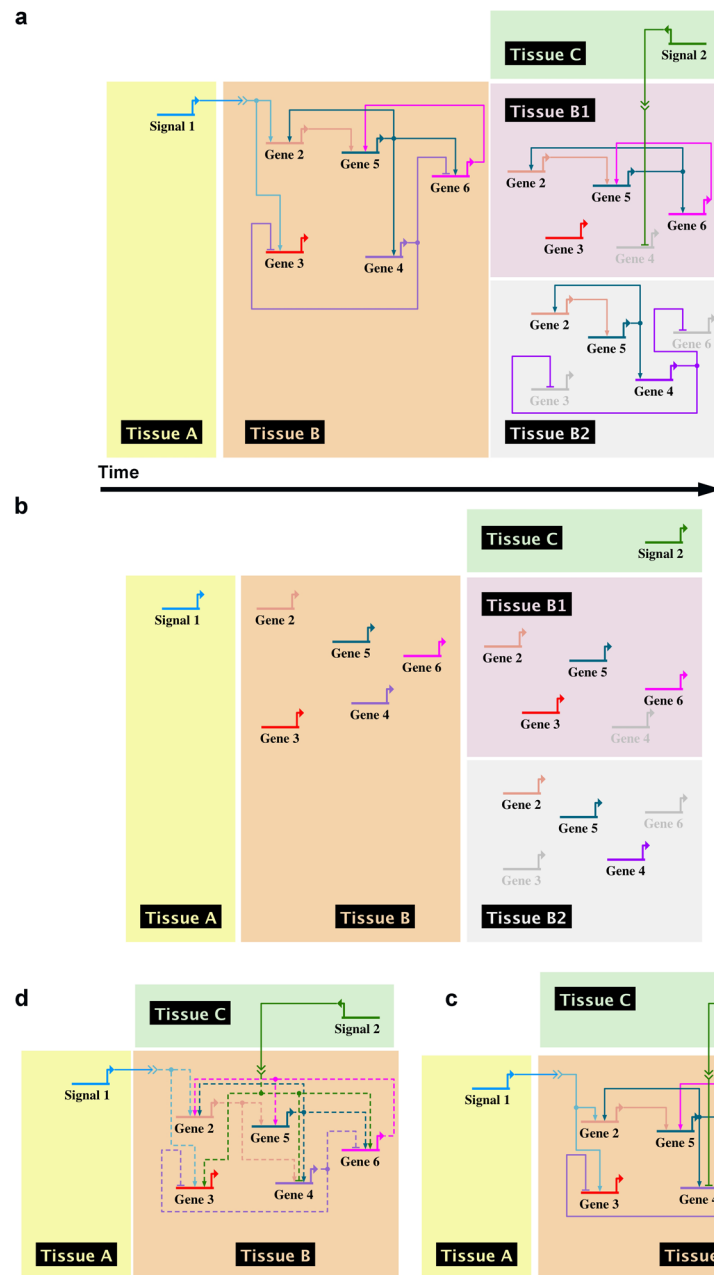 a
Tissue C
Signal 2
Signal 1
Tissue B1
Gene 2
Gene 5
Gene 6
Gene 2
Gene 5
Gene 6
Gene 3
Gene 4
Gene 3
Gene 4
Gene 2
Gene 5
Gene 6
Gene 3
Gene 4
Tissue A
Tissue B
Tissue B2
Time
b
Tissue C
Signal 2
Signal 1
Gene 2
Tissue B1
Gene 5
Gene 6
Gene 2
Gene 5
Gene 6
Gene 4
Gene 3
Gene 3
Gene 4
Gene 2
Gene 5
Gene 6
Gene 3
Gene 4
Tissue A
Tissue B
Tissue B2
d
Tissue C
Signal 2
Signal 1
Gene 2
Gene 5
Gene 6
Gene 3
Gene 4
Tissue A
Tissue B
c
Tissue C
Signal 1
Gene 2
Gene 5
Gene 3
Gene 4
Tissue A
Tissue